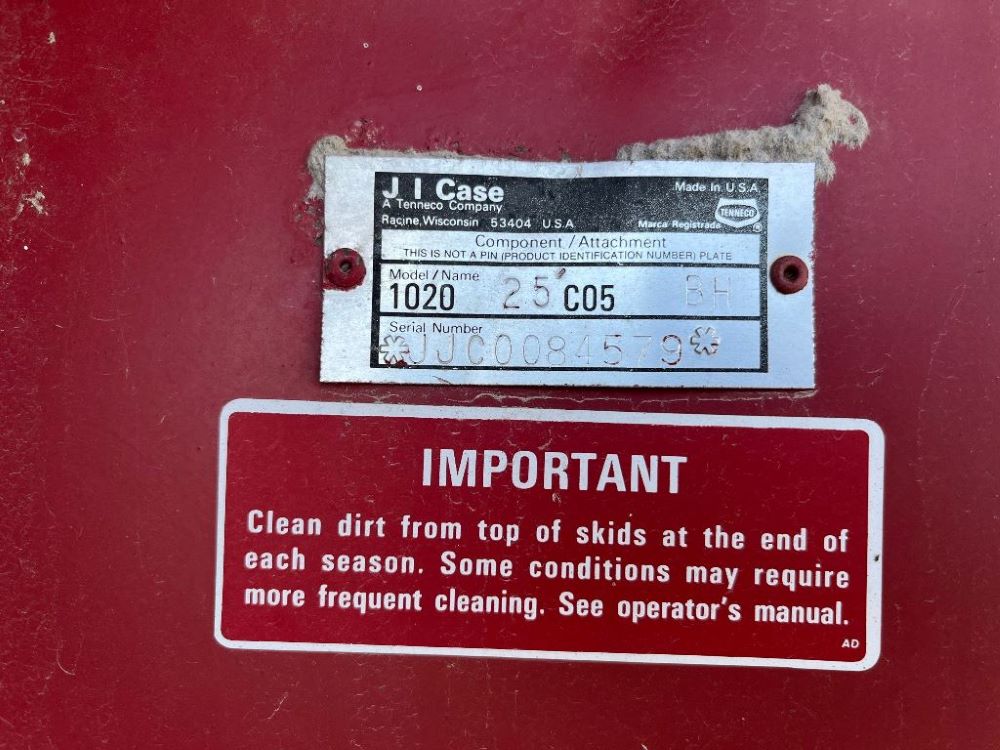 J I Case
Made In U.S.A.
A Tenneco Company
TENNECO
Racine, Wisconsin 53404 U.S.A.
Marca Registrada
®
Component / Attachment
THIS IS NOT A PIN (PRODUCT IDENTIFICATION NUMBER) PLATE
Model / Name
1020 25' C05 BH
Serial Number
*JJC0084579*
IMPORTANT
Clean dirt from top of skids at the end of
each season. Some conditions may require
more frequent cleaning. See operator's manual.
AD